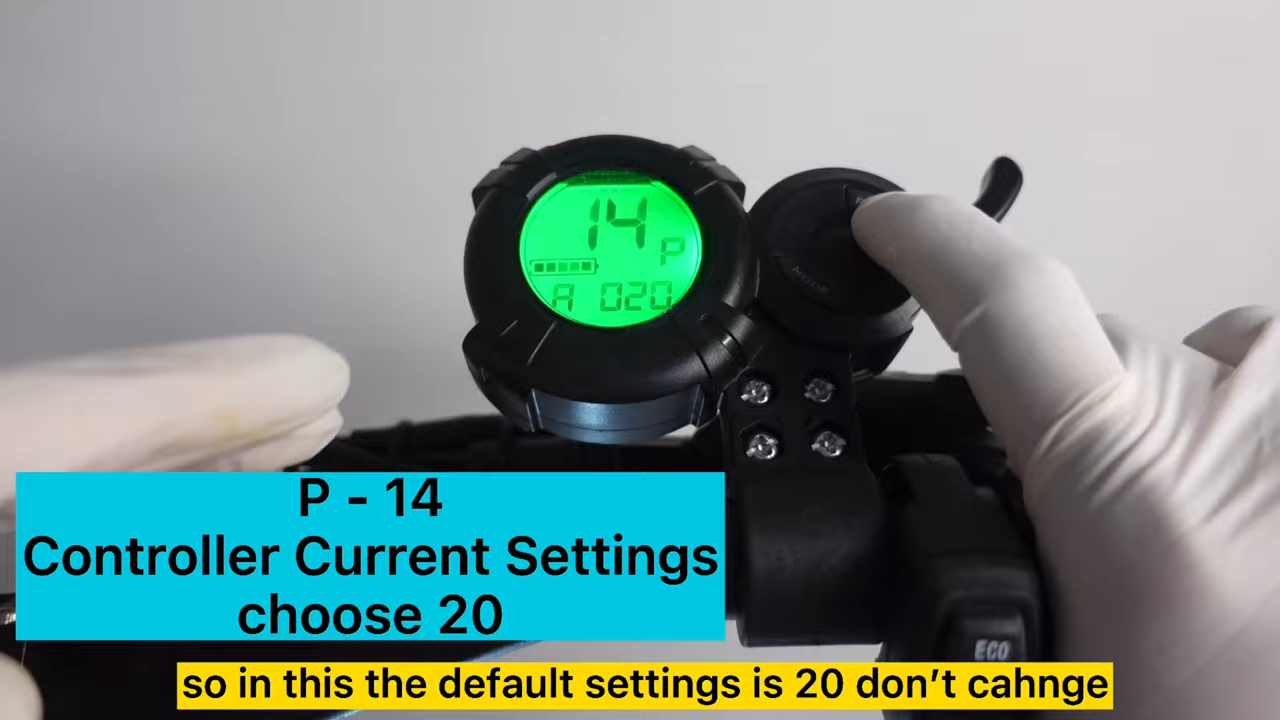 14
P
A 020
MODE
P - 14
Controller Current Settings
choose 20
ECO
so in this the default settings is 20 don't cahnge